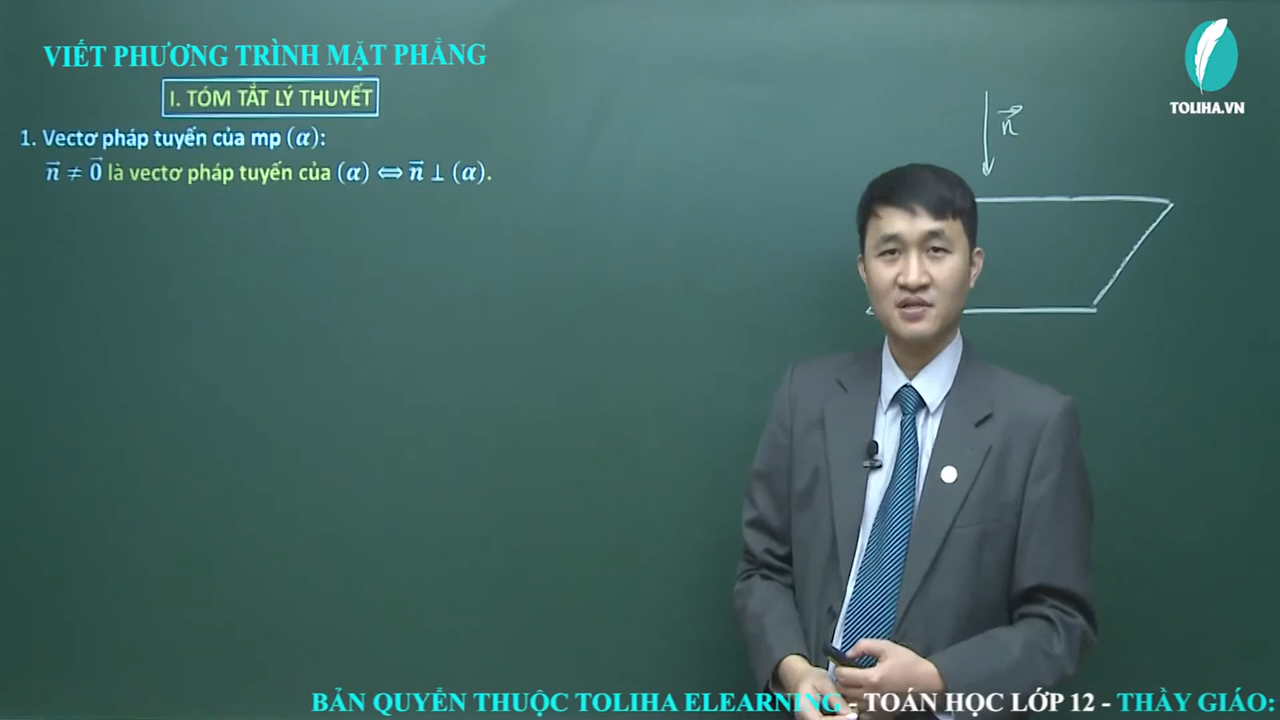 VIẾT PHƯƠNG TRÌNH MẶT PHẲNG
I. TÓM TẮT LÝ THUYẾT
1. Vectơ pháp tuyến của mp (α):
n⃗ ≠ 0⃗ là vectơ pháp tuyến của (α) ⟺ n⃗ ⊥ (α).
n⃗
TOLIHA.VN
BẢN QUYỀN THUỘC TOLIHA ELEARNING - TOÁN HỌC LỚP 12 - THẦY GIÁO: